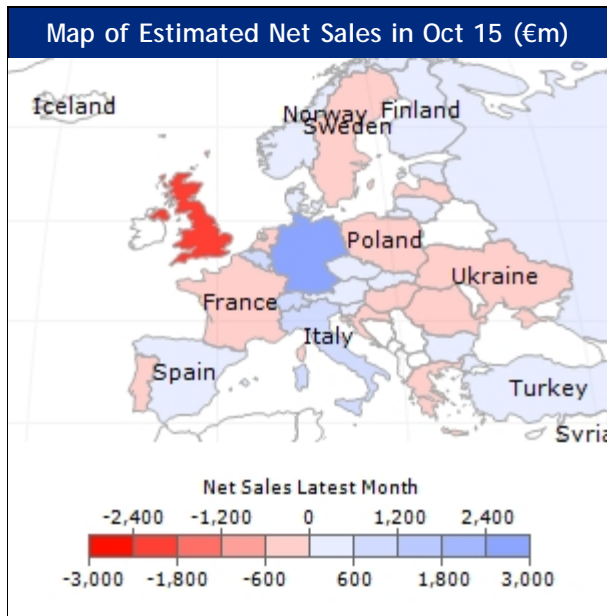 Map of Estimated Net Sales in Oct 15 (€m)
Iceland
Norway
Finland
Sweden
Poland
Ukraine
France
Italy
Spain
Turkey
Syria
Net Sales Latest Month
-2,400 -1,200 0 1,200 2,400
-3,000 -1,800 -600 600 1,800 3,000